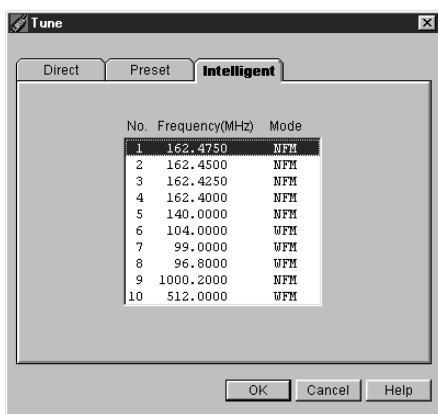 Tune
Direct Preset Intelligent
No. Frequency(MHz) Mode
1 162.4750 NFM
2 162.4500 NFM
3 162.4250 NFM
4 162.4000 NFM
5 140.0000 NFM
6 104.0000 WFM
7 99.0000 WFM
8 96.8000 WFM
9 1000.2000 NFM
10 512.0000 WFM
OK Cancel Help